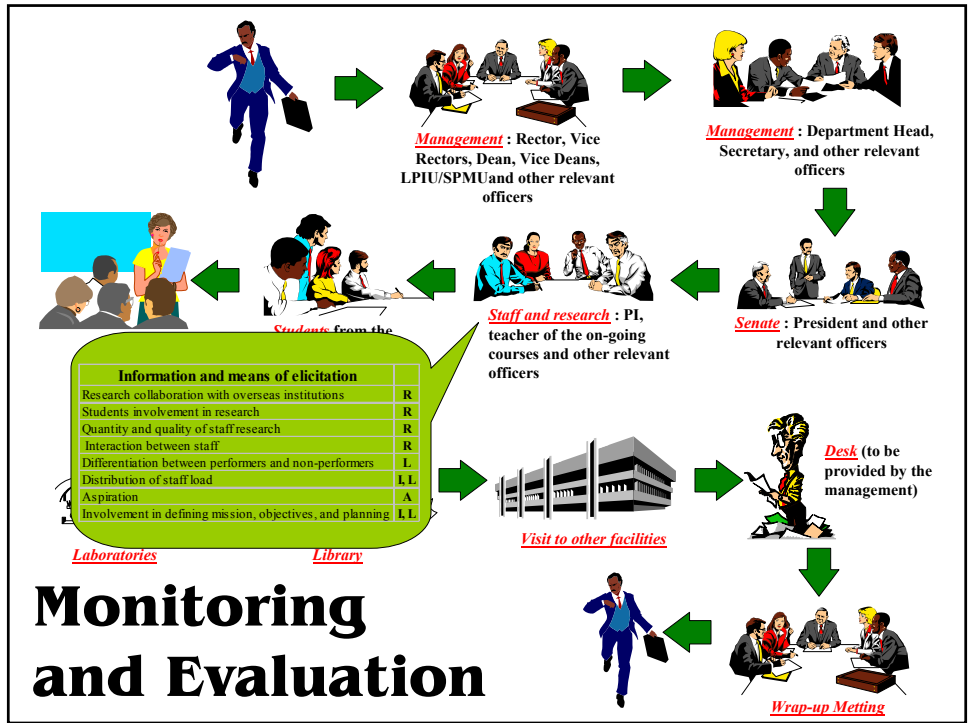 Management : Rector, Vice
Rectors, Dean, Vice Deans,
LPIU/SPMUand other relevant
officers
Management : Department Head,
Secretary, and other relevant
officers
Senate : President and other
relevant officers
Staff and research : PI,
teacher of the on-going
courses and other relevant
officers
Students from the
Information and means of elicitation
Research collaboration with overseas institutions R
Students involvement in research R
Quantity and quality of staff research R
Interaction between staff R
Differentiation between performers and non-performers L
Distribution of staff load I, L
Aspiration A
Involvement in defining mission, objectives, and planning I, L
Laboratories
Library
Visit to other facilities
Desk (to be
provided by the
management)
Wrap-up Metting
Monitoring
and Evaluation